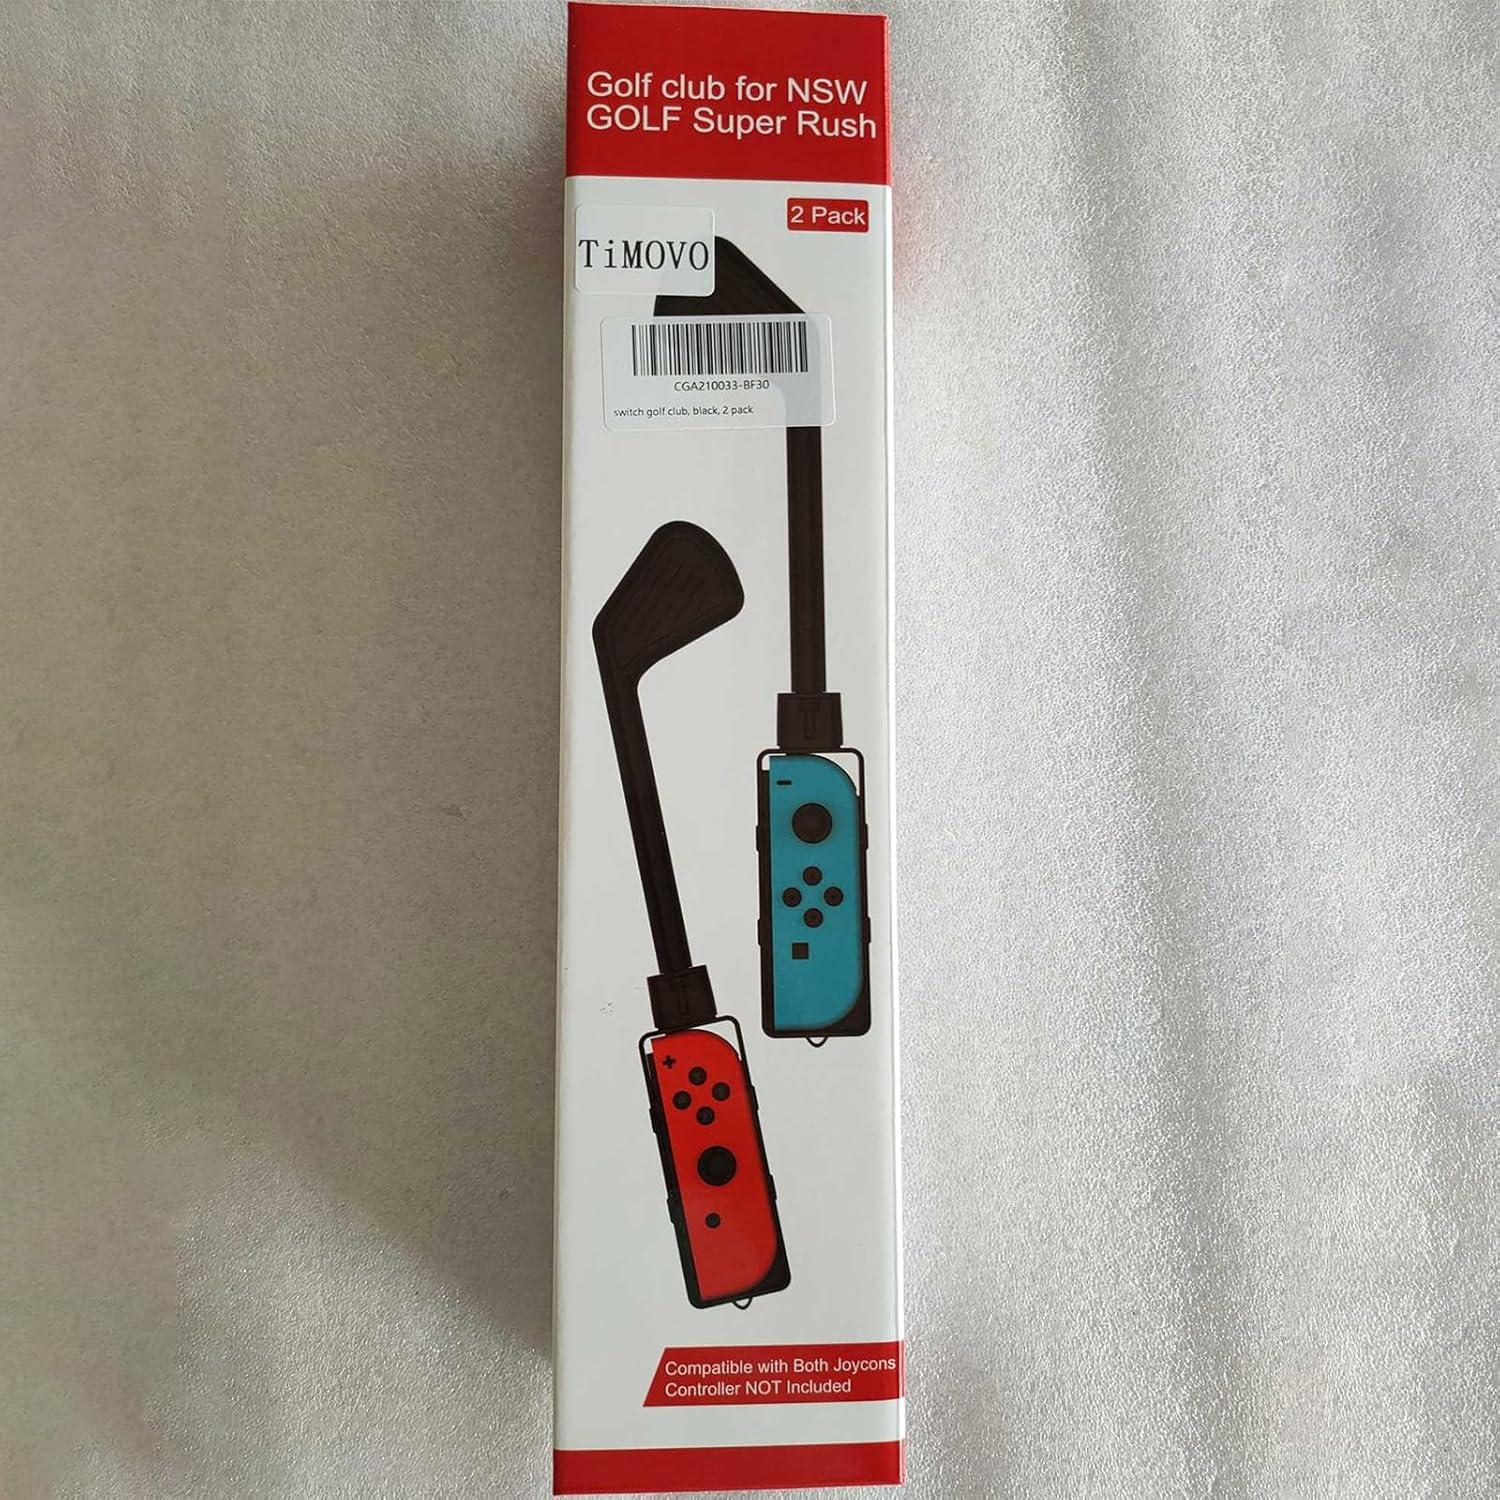 Golf club for NSW
GOLF Super Rush
2 Pack
TiMOVO
CGA210033-BF30
switch golf club, black, 2 pack
Compatible with Both Joycons
Controller NOT Included